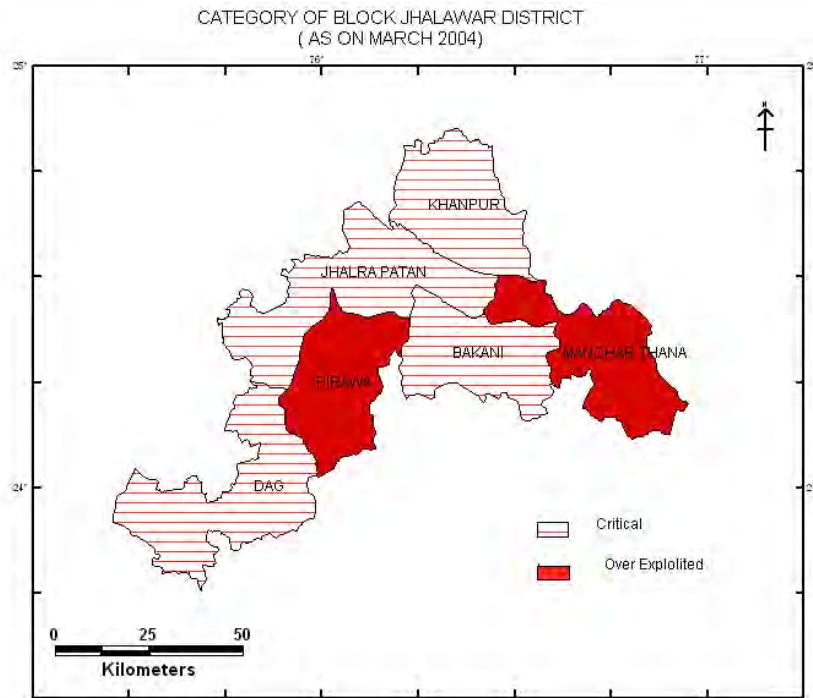 CATEGORY OF BLOCK JHALAWAR DISTRICT
( AS ON MARCH 2004)
25°
76°
77°
N
KHANPUR
JHALRA PATAN
BAKANI
MANOHAR THANA
PIRAWA
24°
DAG
Critical
Over Explolited
0 25 50
Kilometers